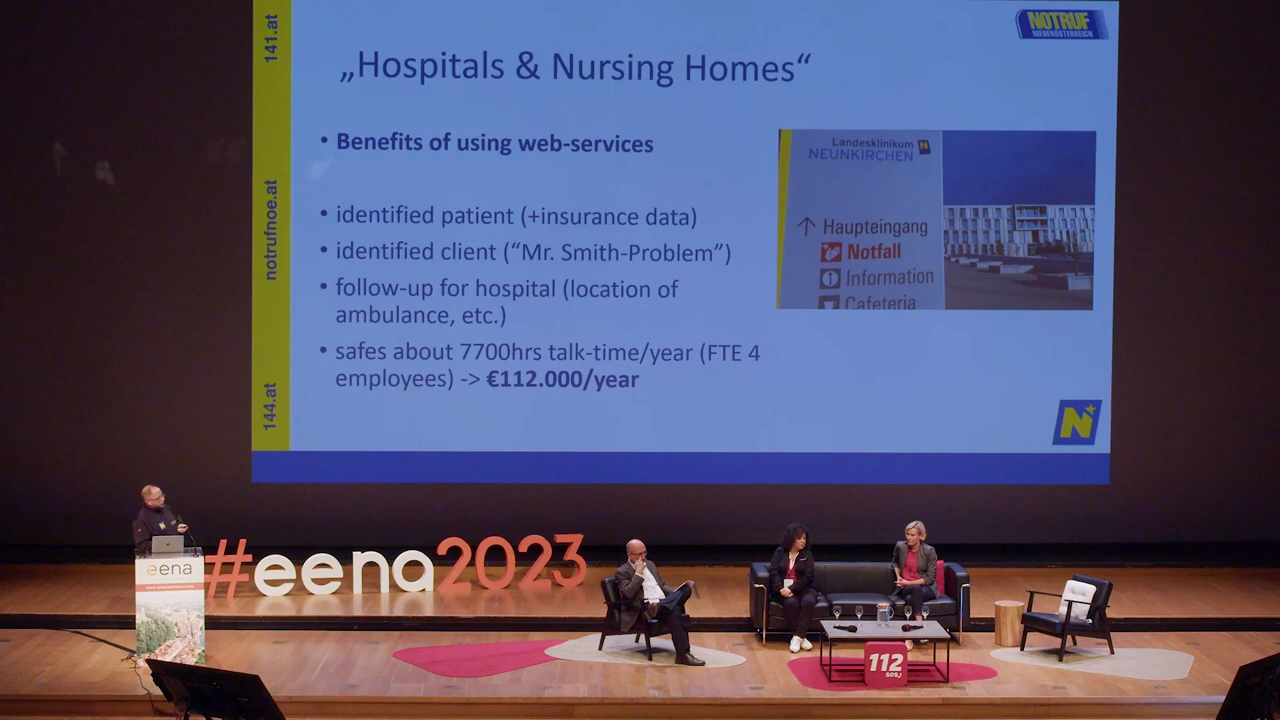 141.at
notrufnoe.at
144.at
NOTRUF
NIEDERÖSTERREICH
„Hospitals & Nursing Homes“
• Benefits of using web-services
• identified patient (+insurance data)
• identified client (“Mr. Smith-Problem”)
• follow-up for hospital (location of
ambulance, etc.)
• safes about 7700hrs talk-time/year (FTE 4
employees) -> €112.000/year
Landesklinikum
NEUNKIRCHEN
Haupteingang
Notfall
Information
Cafeteria
N
eena
#eena2023
112
SOS